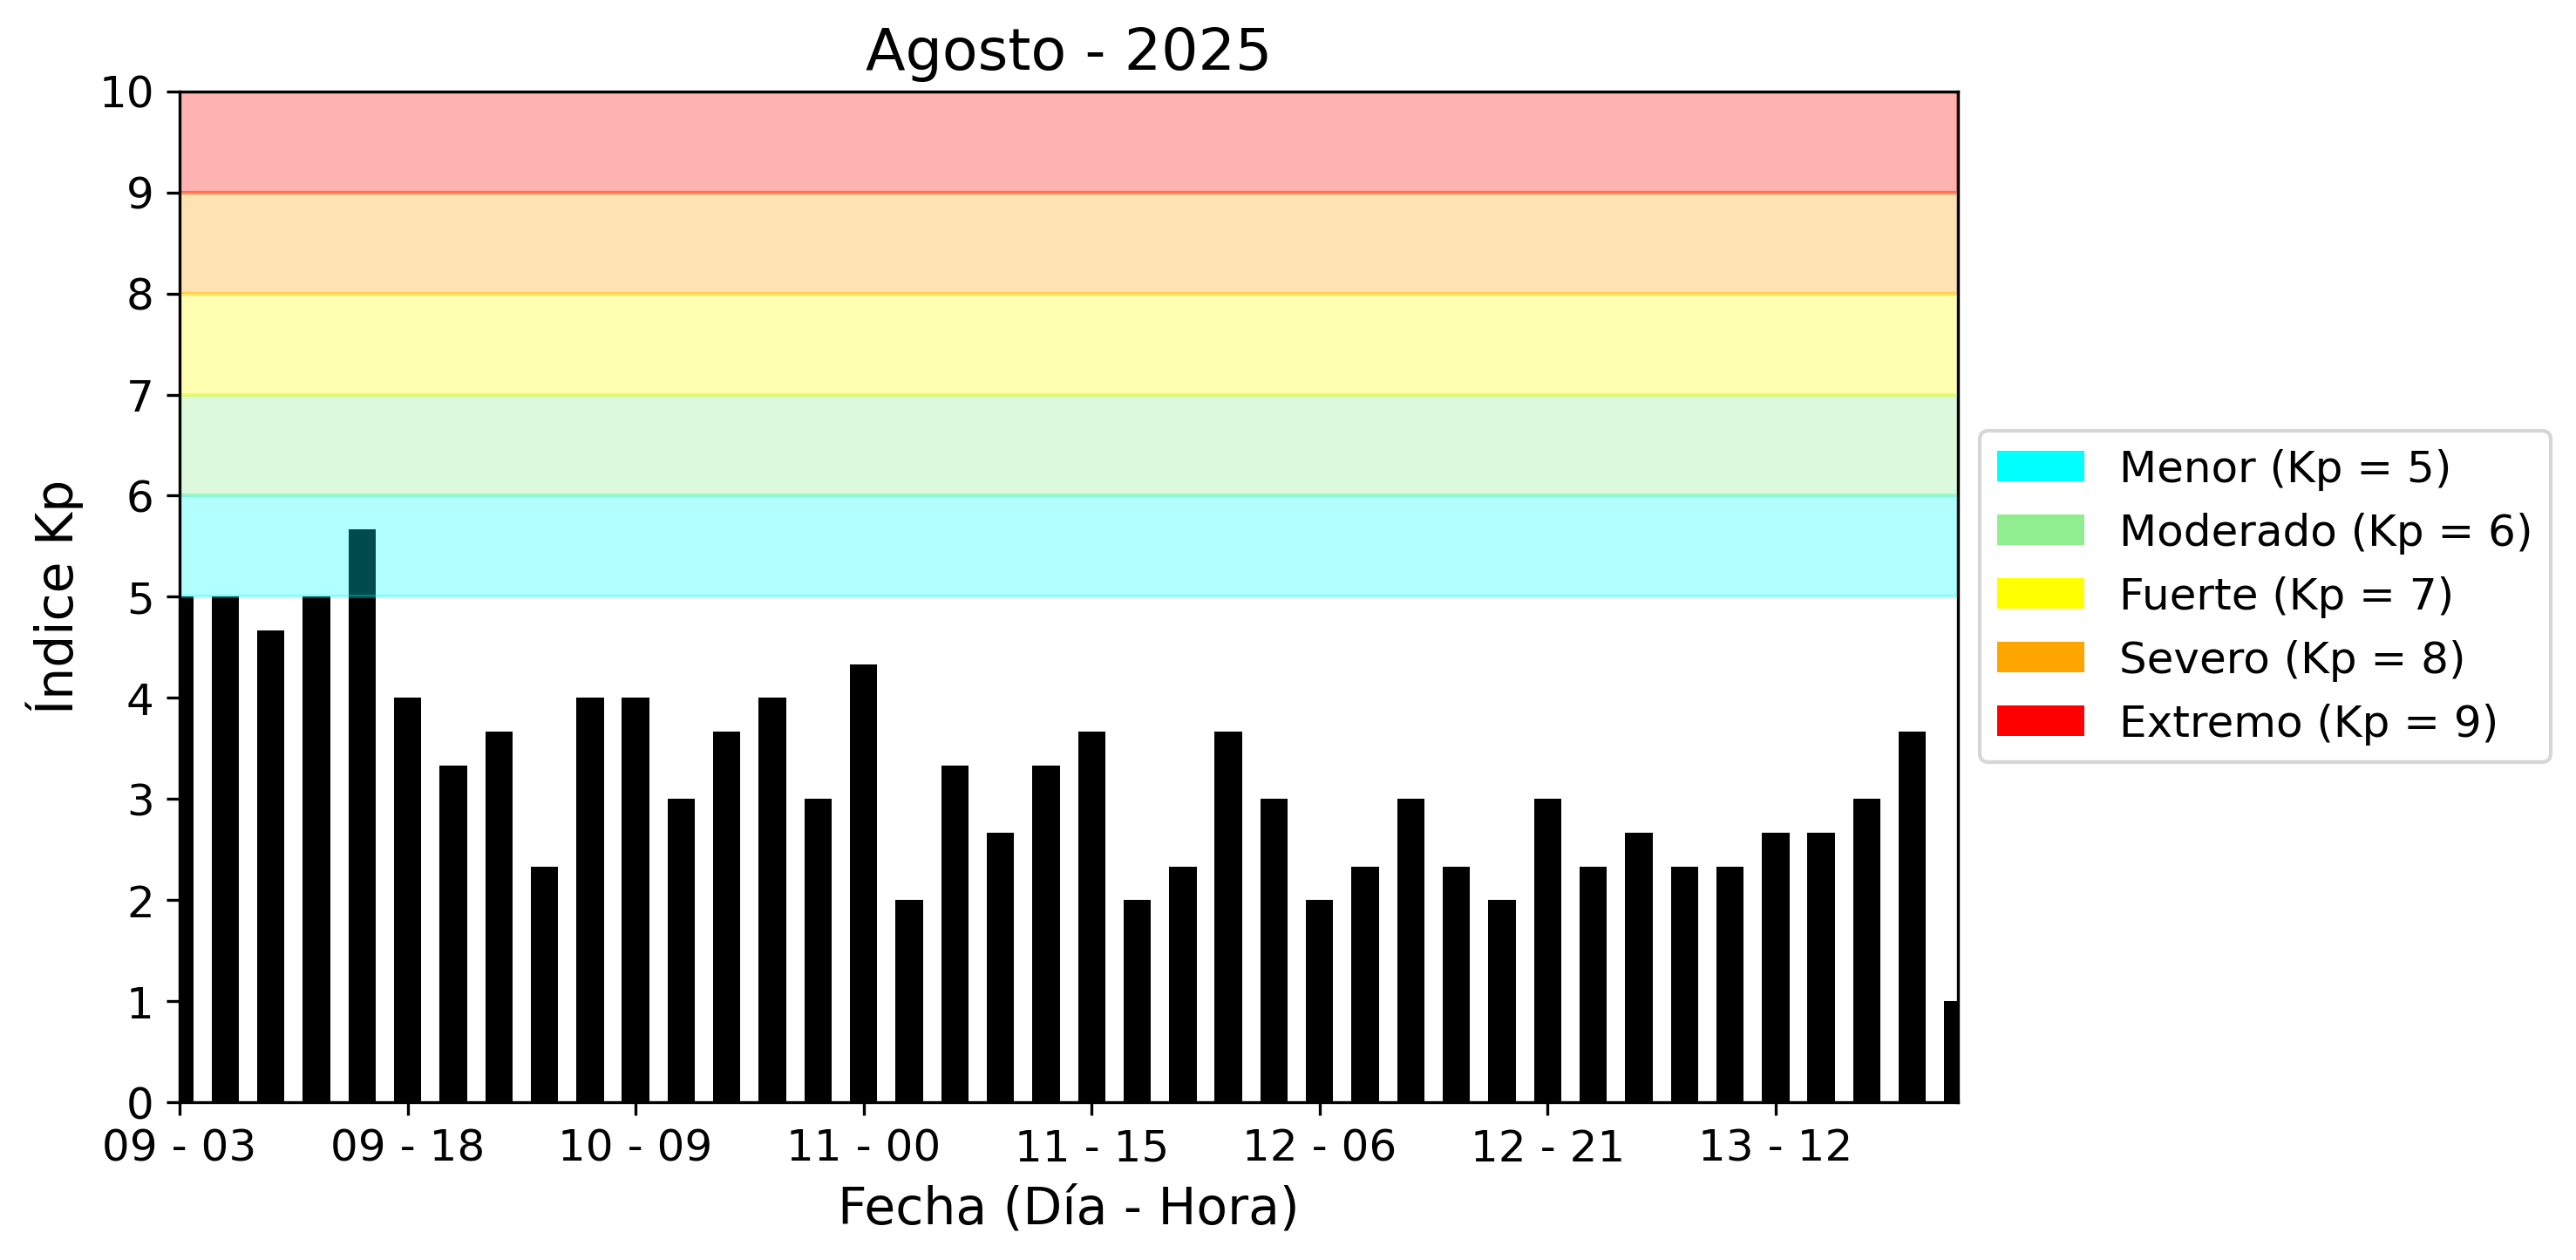 Agosto - 2025
10
9
8
7
6
5
4
3
2
1
0
Índice Kp
09 - 03
09 - 18
10 - 09
11 - 00
11 - 15
12 - 06
12 - 21
13 - 12
Fecha (Día - Hora)
Menor (Kp = 5)
Moderado (Kp = 6)
Fuerte (Kp = 7)
Severo (Kp = 8)
Extremo (Kp = 9)